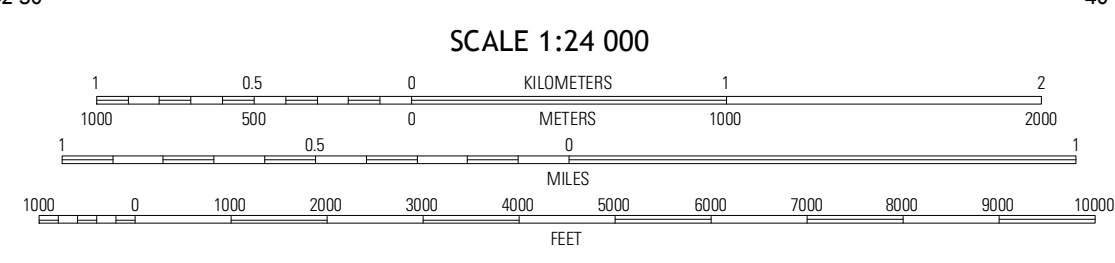 SCALE 1:24 000
1 0.5 0 KILOMETERS 1 2
1000 500 0 METERS 1000 2000
1 0.5 0 1
MILES
1000 0 1000 2000 3000 4000 5000 6000 7000 8000 9000 10000
FEET